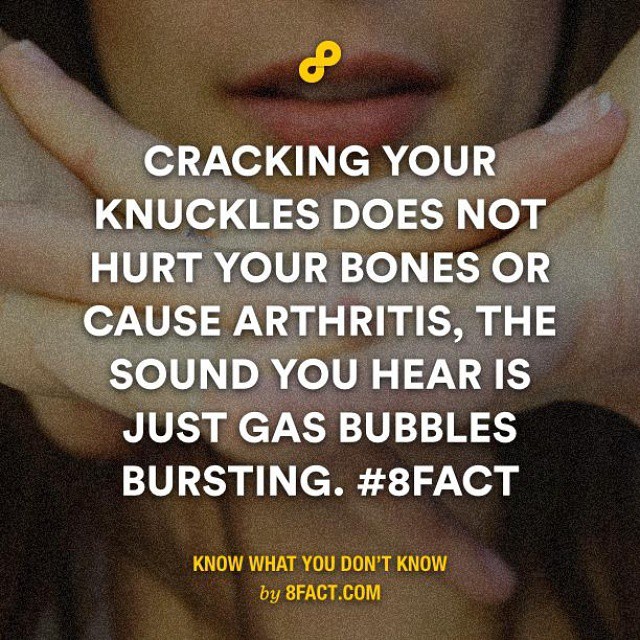 CRACKING YOUR
KNUCKLES DOES NOT
HURT YOUR BONES OR
CAUSE ARTHRITIS, THE
SOUND YOU HEAR IS
JUST GAS BUBBLES
BURSTING. #8FACT
KNOW WHAT YOU DON'T KNOW
by 8FACT.COM